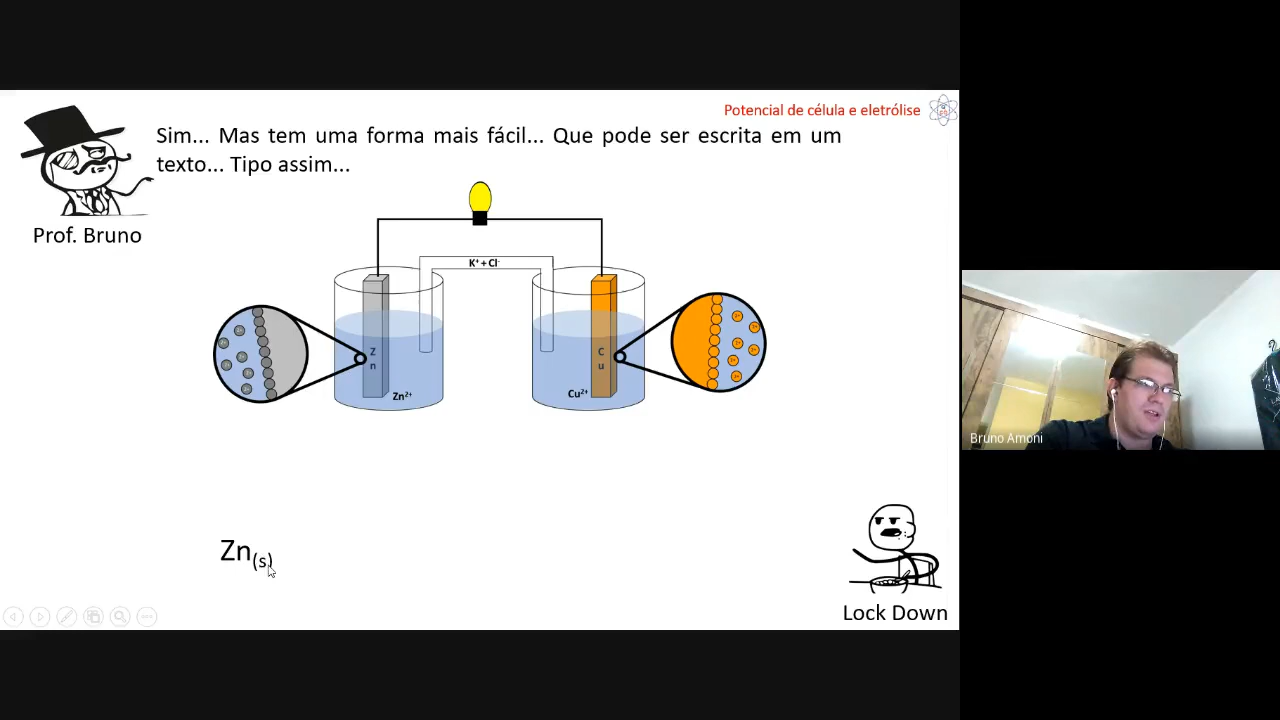 Potencial de célula e eletrólise
Sim... Mas tem uma forma mais fácil... Que pode ser escrita em um
texto... Tipo assim...
Prof. Bruno
K⁺ + Cl⁻
Z
n
Zn²⁺
C
u
Cu²⁺
Bruno Amoni
Zn(s)
Lock Down